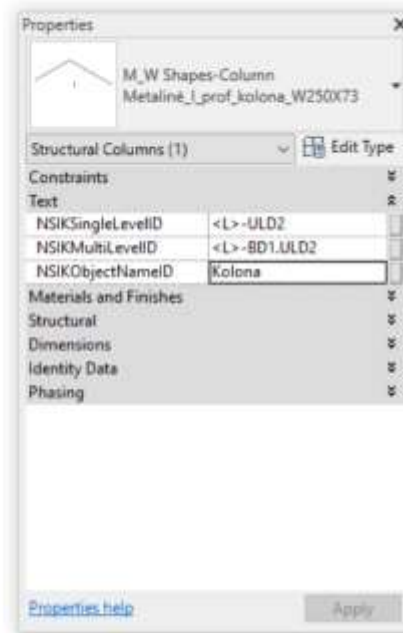 Properties
M_W Shapes-Column
Metalinė_I_prof_kolona_W250X73
Structural Columns (1)
Edit Type
Constraints
Text
NSIKSingleLevelID <L>-ULD2
NSIKMultiLevelID <L>-BD1.ULD2
NSIKObjectNameID Kolona
Materials and Finishes
Structural
Dimensions
Identity Data
Phasing
Properties help
Apply